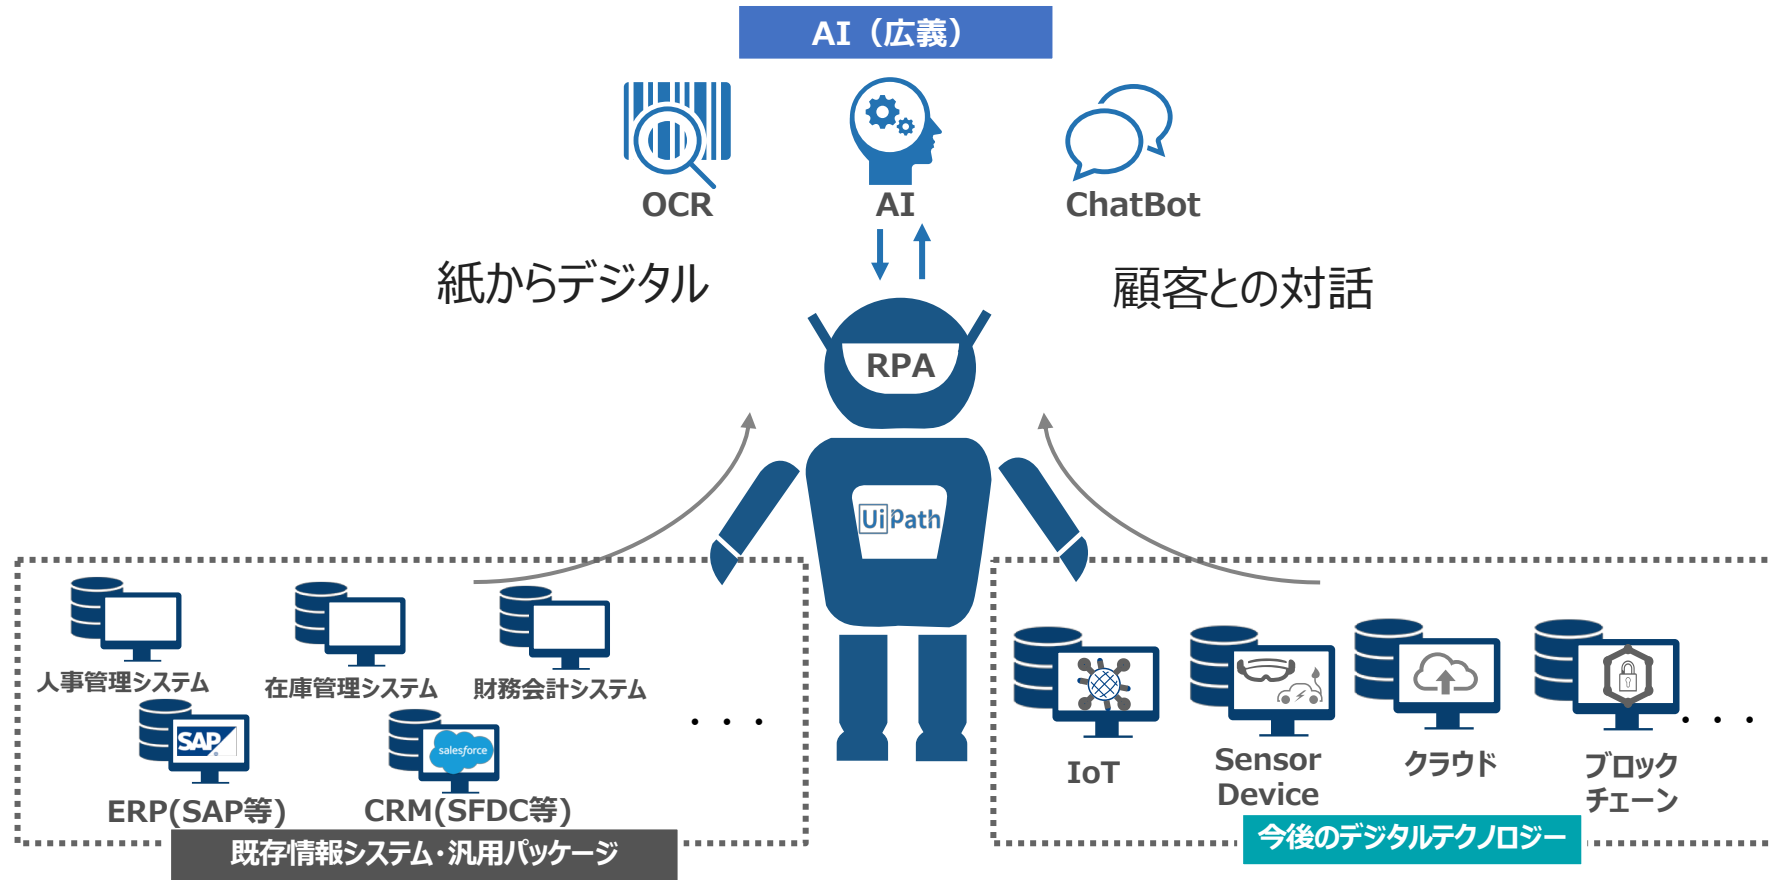 AI（広義）
OCR
AI
ChatBot
紙からデジタル
顧客との対話
RPA
UiPath
人事管理システム
在庫管理システム
財務会計システム
SAP
salesforce
・・・
ERP(SAP等)
CRM(SFDC等)
既存情報システム・汎用パッケージ
IoT
Sensor
Device
クラウド
ブロック
チェーン
・・・
今後のデジタルテクノロジー